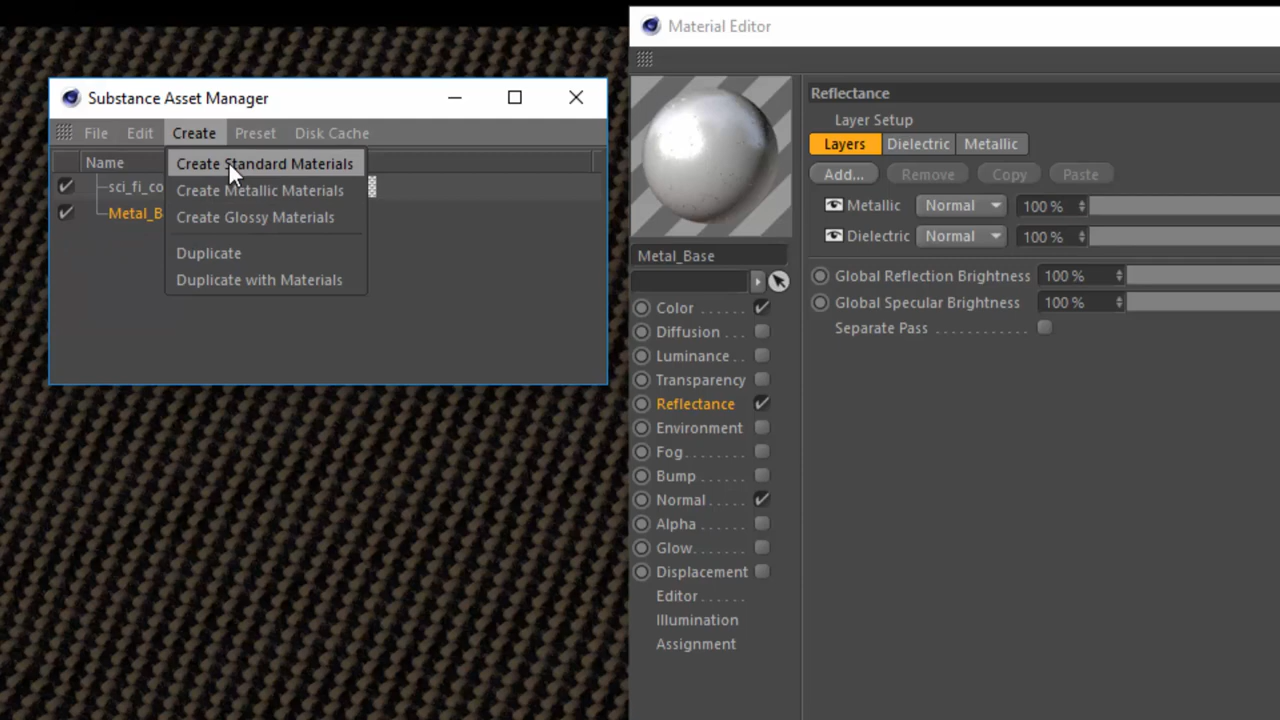 Material Editor
Substance Asset Manager
File Edit Create Preset Disk Cache
Name
sci_fi_co
Metal_B
Create Standard Materials
Create Metallic Materials
Create Glossy Materials
Duplicate
Duplicate with Materials
Metal_Base
Color . . . . . .
Diffusion . . .
Luminance . .
Transparency
Reflectance
Environment
Fog. . . . . . . .
Bump . . . . . .
Normal . . . . .
Alpha . . . . . .
Glow. . . . . . .
Displacement
Editor . . . . . .
Illumination
Assignment
Reflectance
Layer Setup
Layers Dielectric Metallic
Add... Remove Copy Paste
Metallic Normal 100 %
Dielectric Normal 100 %
Global Reflection Brightness 100 %
Global Specular Brightness 100 %
Separate Pass . . . . . . . . . . . .